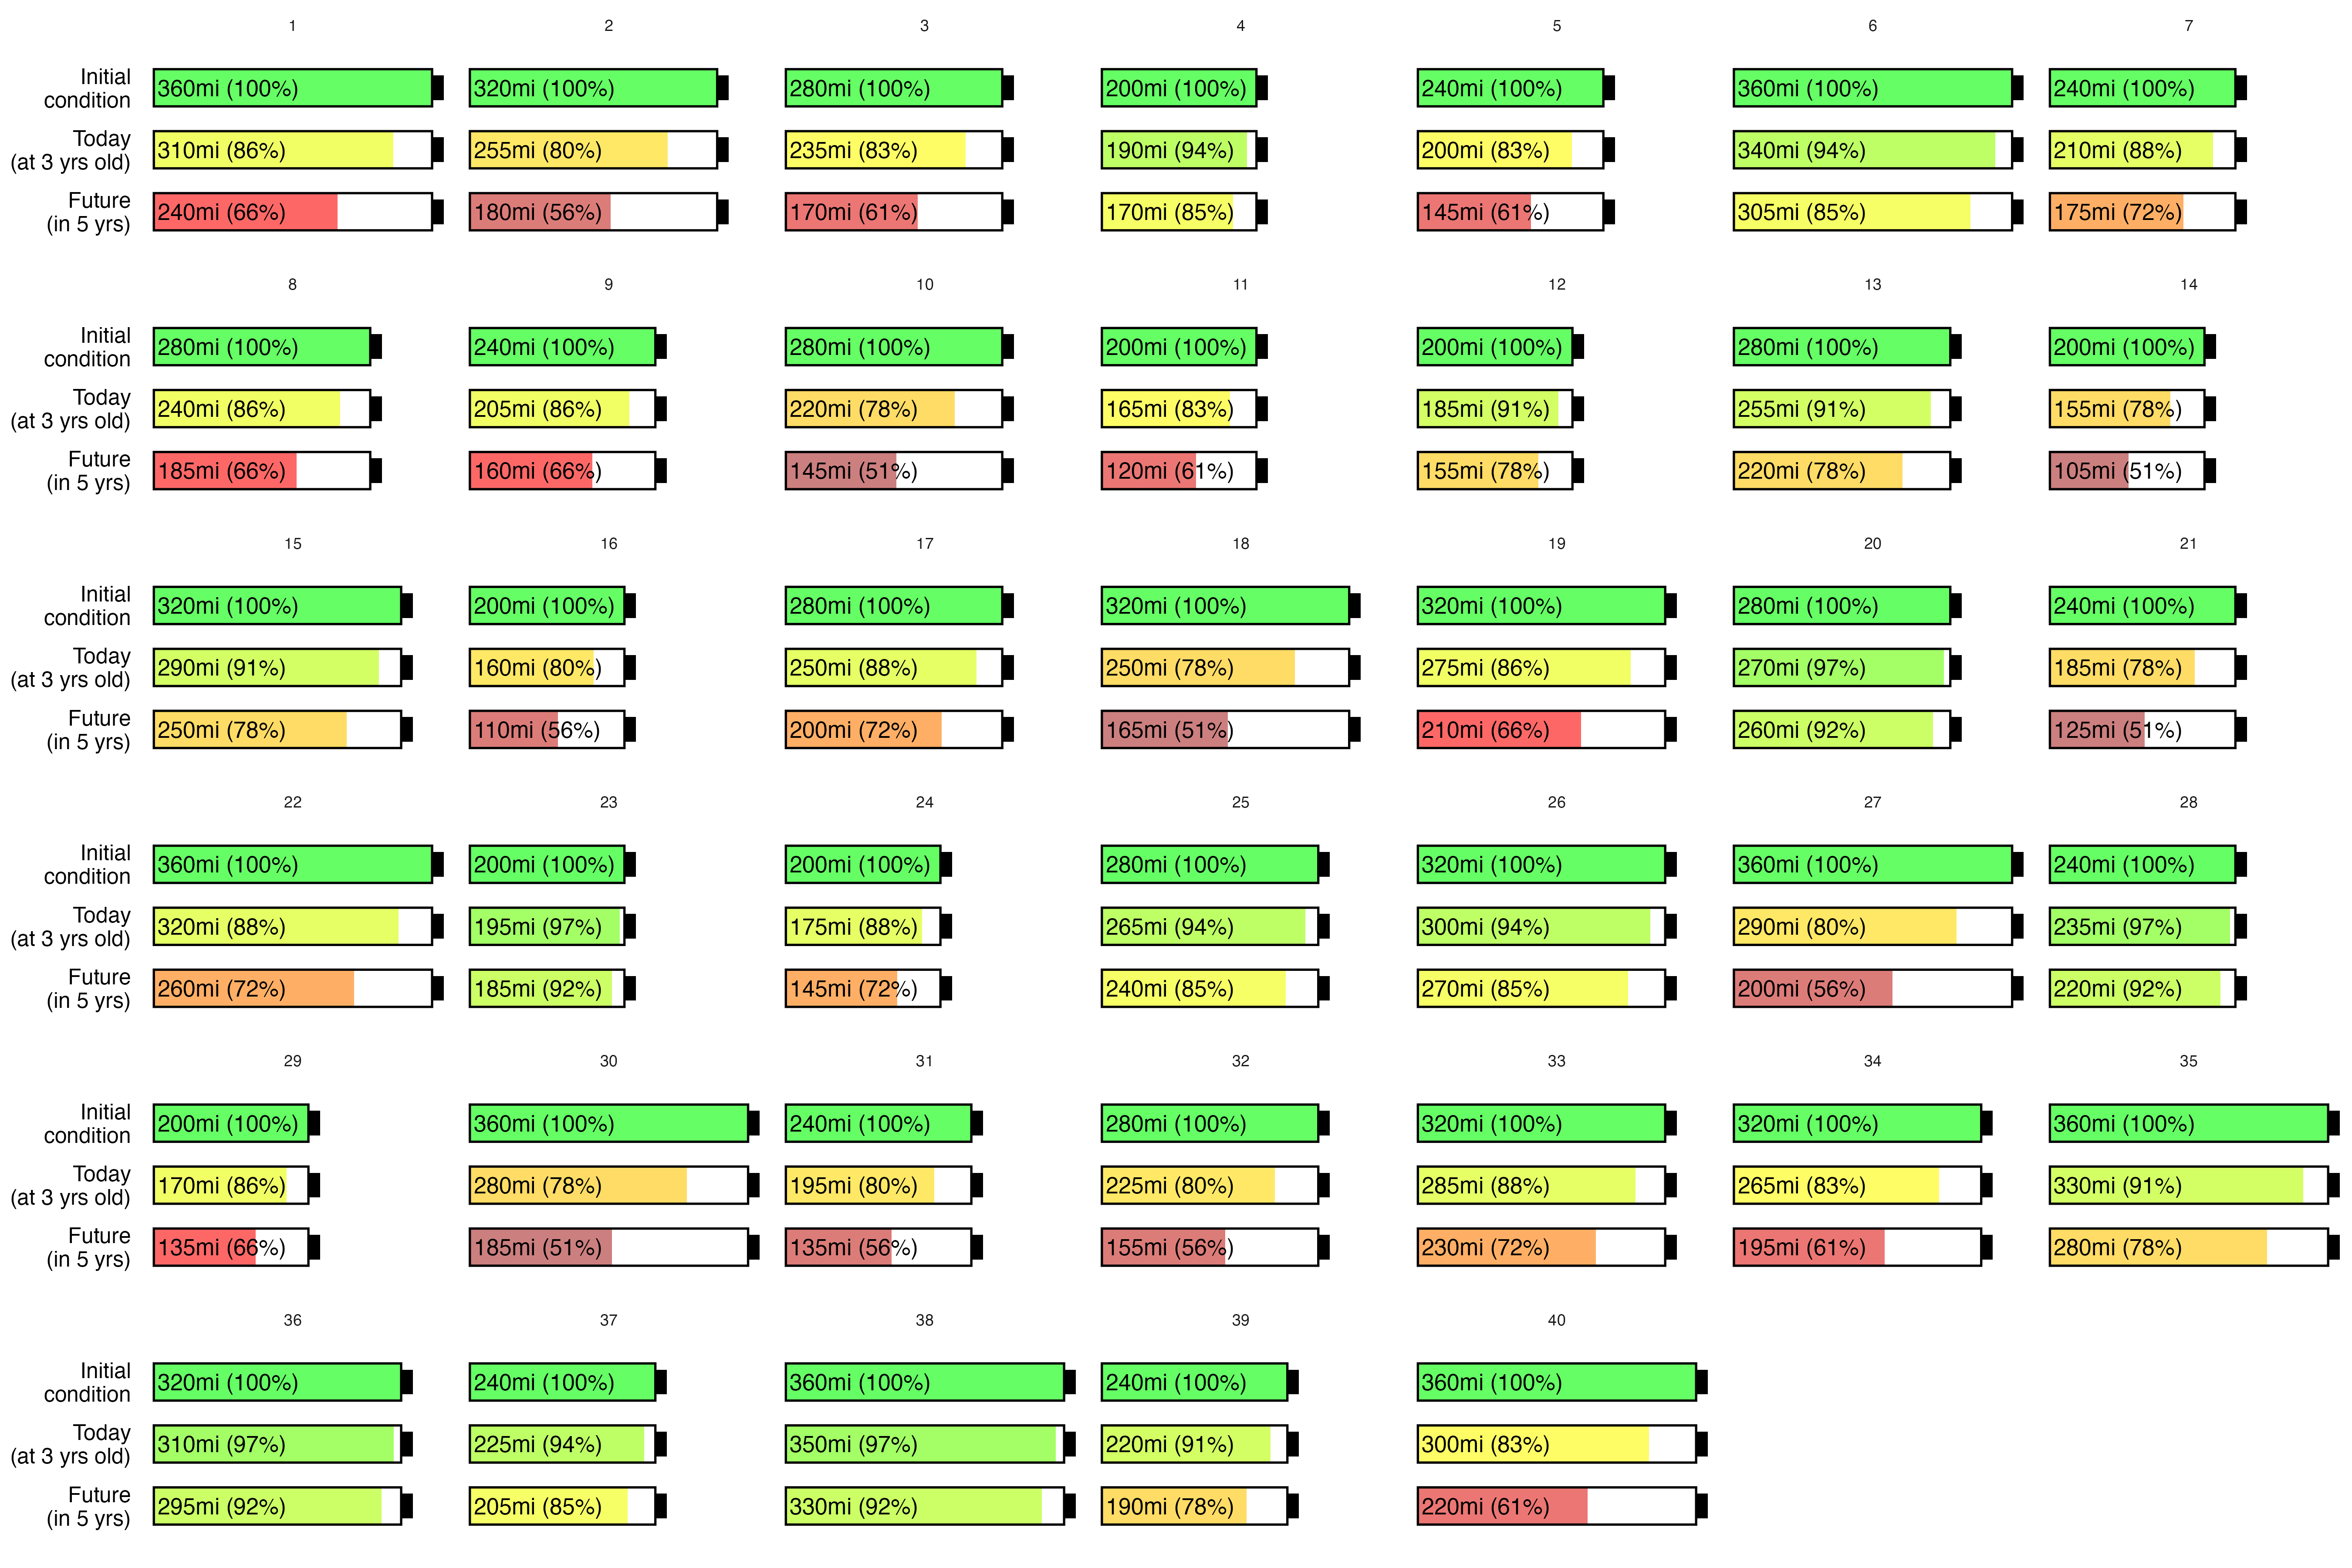 1 2 3 4 5 6 7
Initial
condition
360mi (100%) 320mi (100%) 280mi (100%) 200mi (100%) 240mi (100%) 360mi (100%) 240mi (100%)
Today
(at 3 yrs old)
310mi (86%) 255mi (80%) 235mi (83%) 190mi (94%) 200mi (83%) 340mi (94%) 210mi (88%)
Future
(in 5 yrs)
240mi (66%) 180mi (56%) 170mi (61%) 170mi (85%) 145mi (61%) 305mi (85%) 175mi (72%)
8 9 10 11 12 13 14
Initial
condition
280mi (100%) 240mi (100%) 280mi (100%) 200mi (100%) 200mi (100%) 280mi (100%) 200mi (100%)
Today
(at 3 yrs old)
240mi (86%) 205mi (86%) 220mi (78%) 165mi (83%) 185mi (91%) 255mi (91%) 155mi (78%)
Future
(in 5 yrs)
185mi (66%) 160mi (66%) 145mi (51%) 120mi (61%) 155mi (78%) 220mi (78%) 105mi (51%)
15 16 17 18 19 20 21
Initial
condition
320mi (100%) 200mi (100%) 280mi (100%) 320mi (100%) 320mi (100%) 280mi (100%) 240mi (100%)
Today
(at 3 yrs old)
290mi (91%) 160mi (80%) 250mi (88%) 250mi (78%) 275mi (86%) 270mi (97%) 185mi (78%)
Future
(in 5 yrs)
250mi (78%) 110mi (56%) 200mi (72%) 165mi (51%) 210mi (66%) 260mi (92%) 125mi (51%)
22 23 24 25 26 27 28
Initial
condition
360mi (100%) 200mi (100%) 200mi (100%) 280mi (100%) 320mi (100%) 360mi (100%) 240mi (100%)
Today
(at 3 yrs old)
320mi (88%) 195mi (97%) 175mi (88%) 265mi (94%) 300mi (94%) 290mi (80%) 235mi (97%)
Future
(in 5 yrs)
260mi (72%) 185mi (92%) 145mi (72%) 240mi (85%) 270mi (85%) 200mi (56%) 220mi (92%)
29 30 31 32 33 34 35
Initial
condition
200mi (100%) 360mi (100%) 240mi (100%) 280mi (100%) 320mi (100%) 320mi (100%) 360mi (100%)
Today
(at 3 yrs old)
170mi (86%) 280mi (78%) 195mi (80%) 225mi (80%) 285mi (88%) 265mi (83%) 330mi (91%)
Future
(in 5 yrs)
135mi (66%) 185mi (51%) 135mi (56%) 155mi (56%) 230mi (72%) 195mi (61%) 280mi (78%)
36 37 38 39 40
Initial
condition
320mi (100%) 240mi (100%) 360mi (100%) 240mi (100%) 360mi (100%)
Today
(at 3 yrs old)
310mi (97%) 225mi (94%) 350mi (97%) 220mi (91%) 300mi (83%)
Future
(in 5 yrs)
295mi (92%) 205mi (85%) 330mi (92%) 190mi (78%) 220mi (61%)